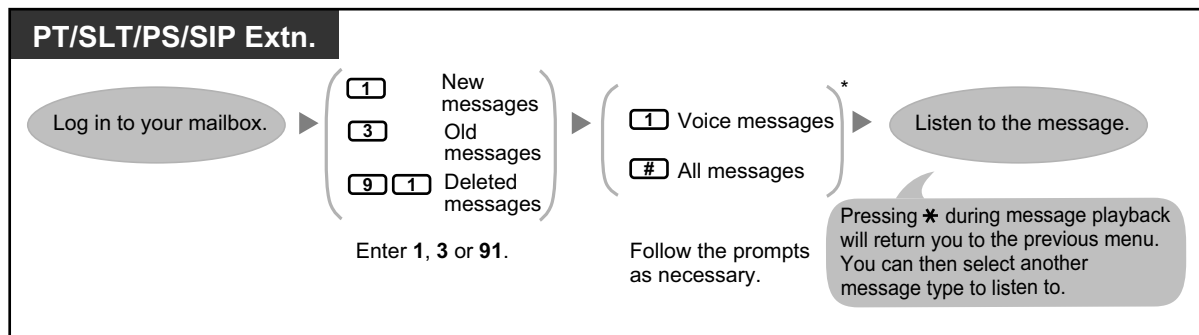 PT/SLT/PS/SIP Extn.
Log in to your mailbox.
1 New
messages
3 Old
messages
9 1 Deleted
messages
Enter 1, 3 or 91.
*
1 Voice messages
# All messages
Follow the prompts
as necessary.
Listen to the message.
Pressing * during message playback
will return you to the previous menu.
You can then select another
message type to listen to.